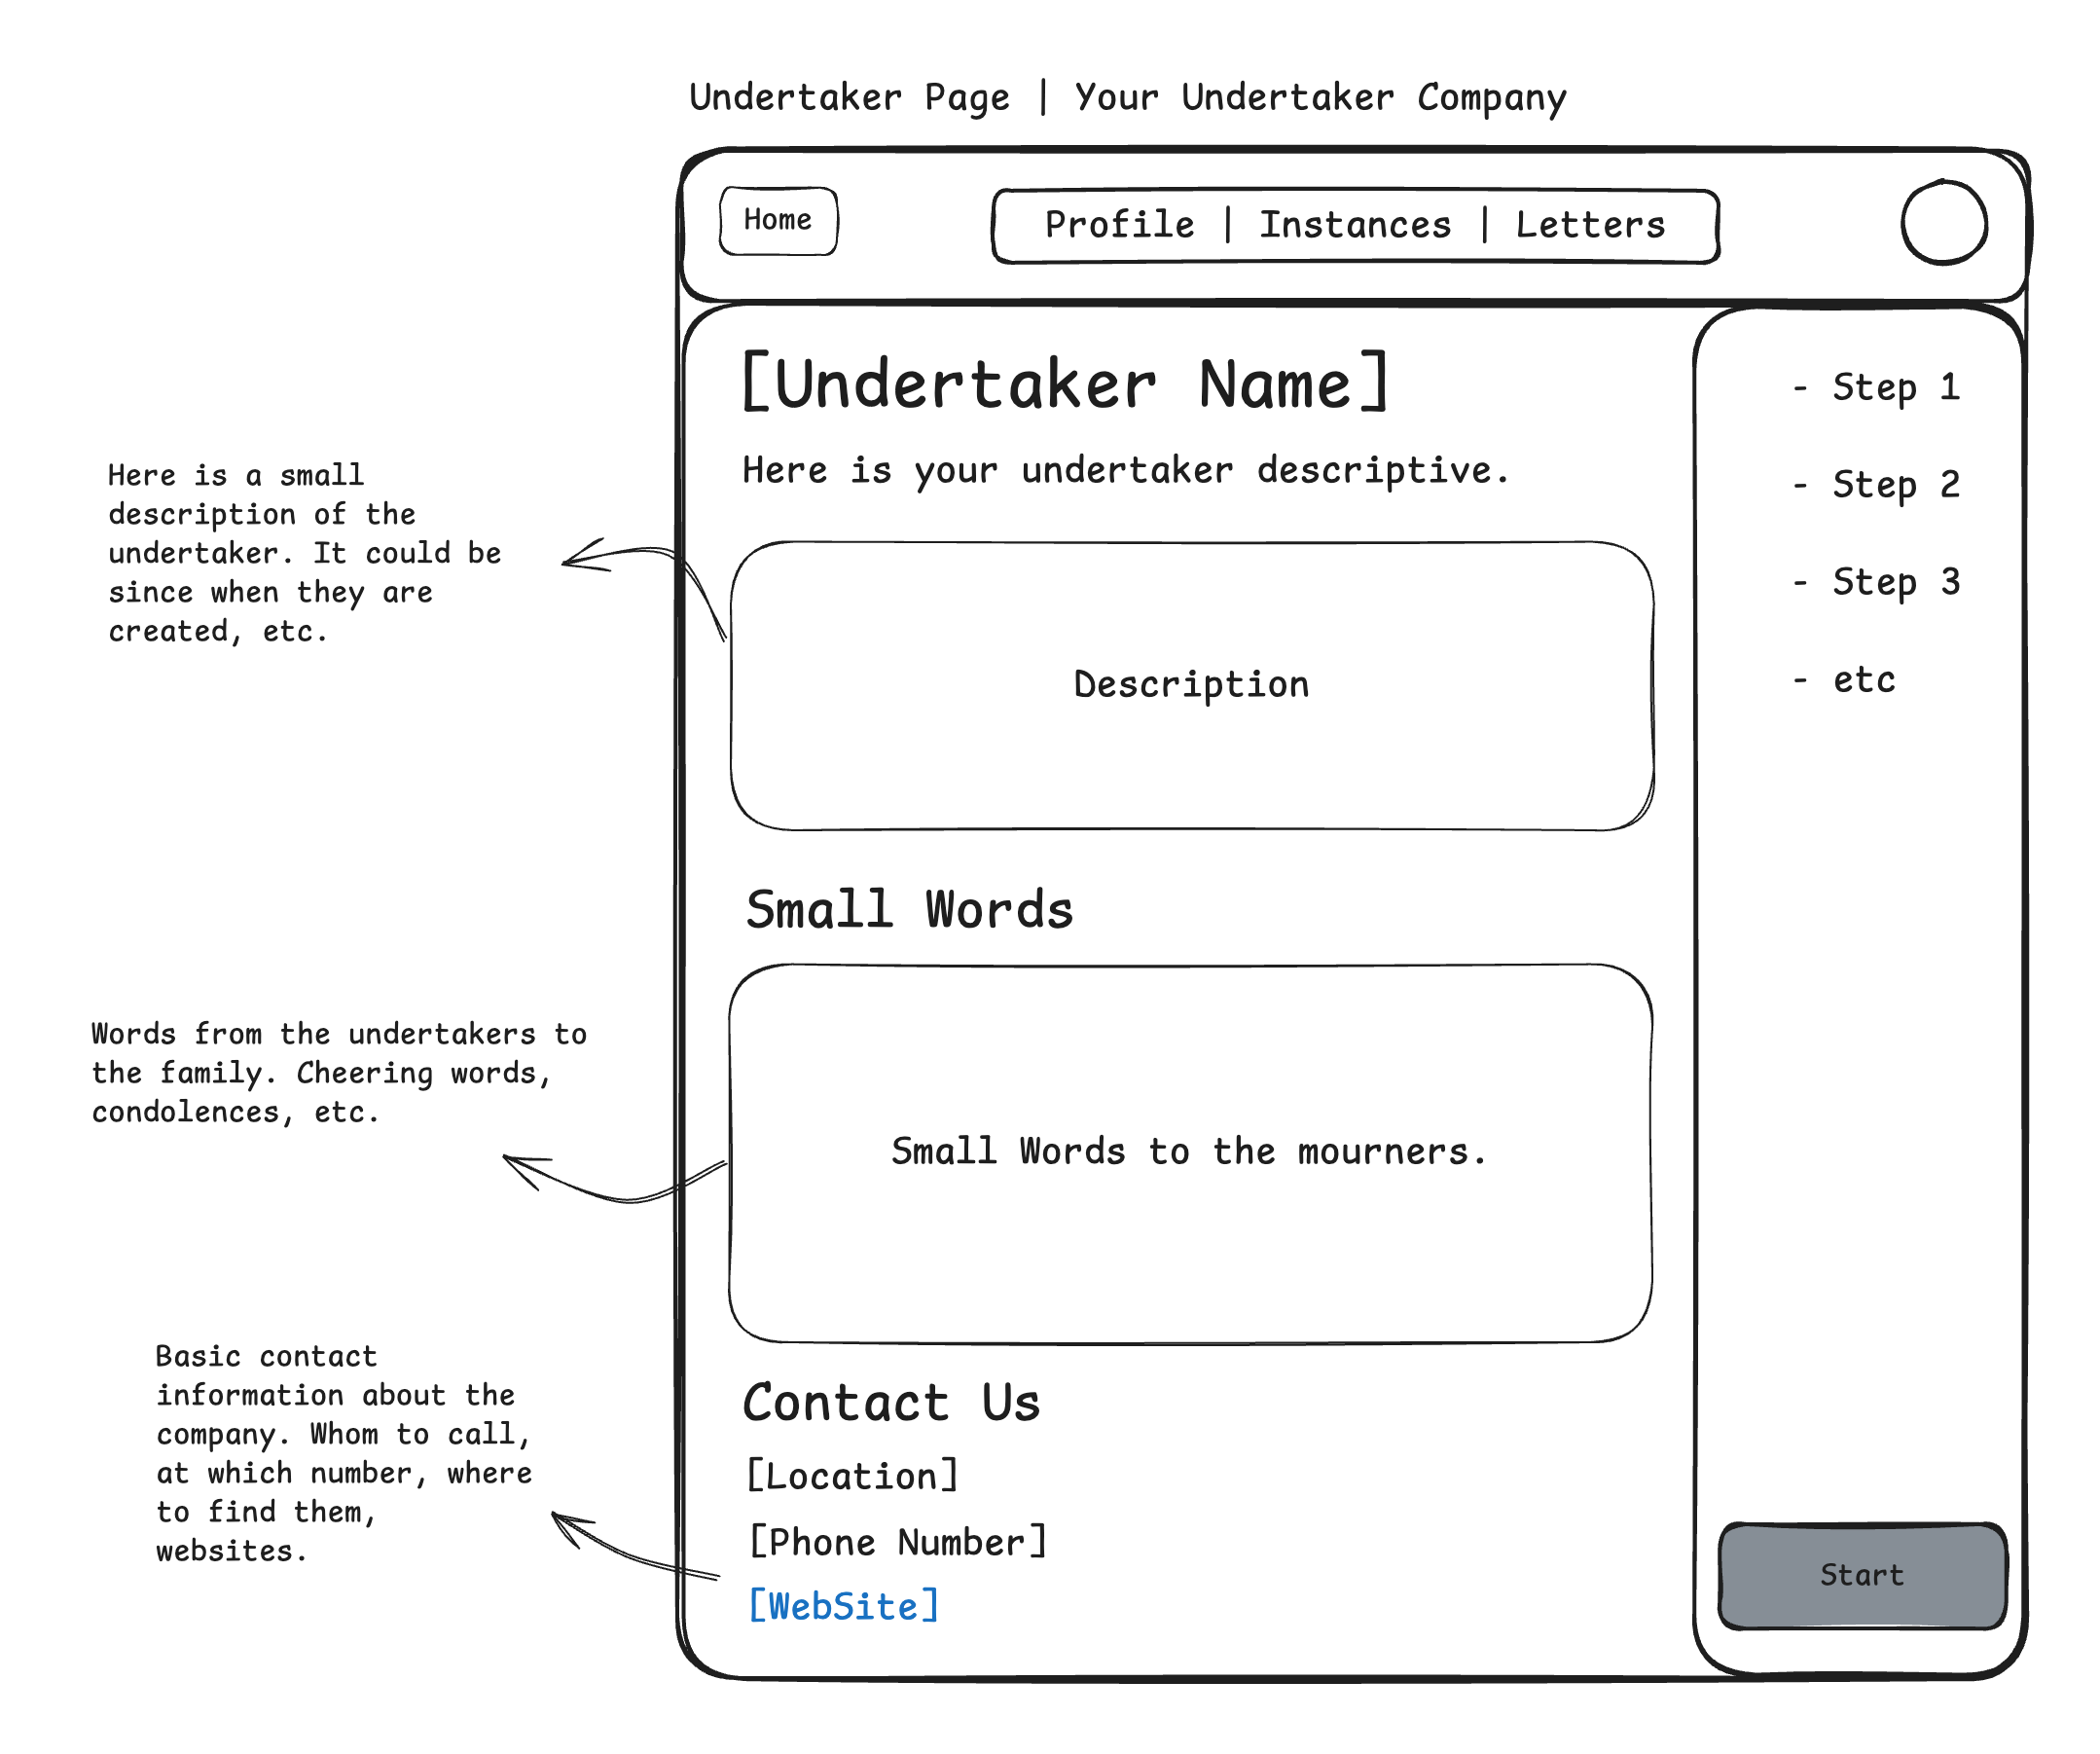 Undertaker Page | Your Undertaker Company
Home
Profile | Instances | Letters
[Undertaker Name]
Here is your undertaker descriptive.
Description
Small Words
Small Words to the mourners.
Contact Us
[Location]
[Phone Number]
[WebSite]
- Step 1
- Step 2
- Step 3
- etc
Start
Here is a small
description of the
undertaker. It could be
since when they are
created, etc.
Words from the undertakers to
the family. Cheering words,
condolences, etc.
Basic contact
information about the
company. Whom to call,
at which number, where
to find them,
websites.